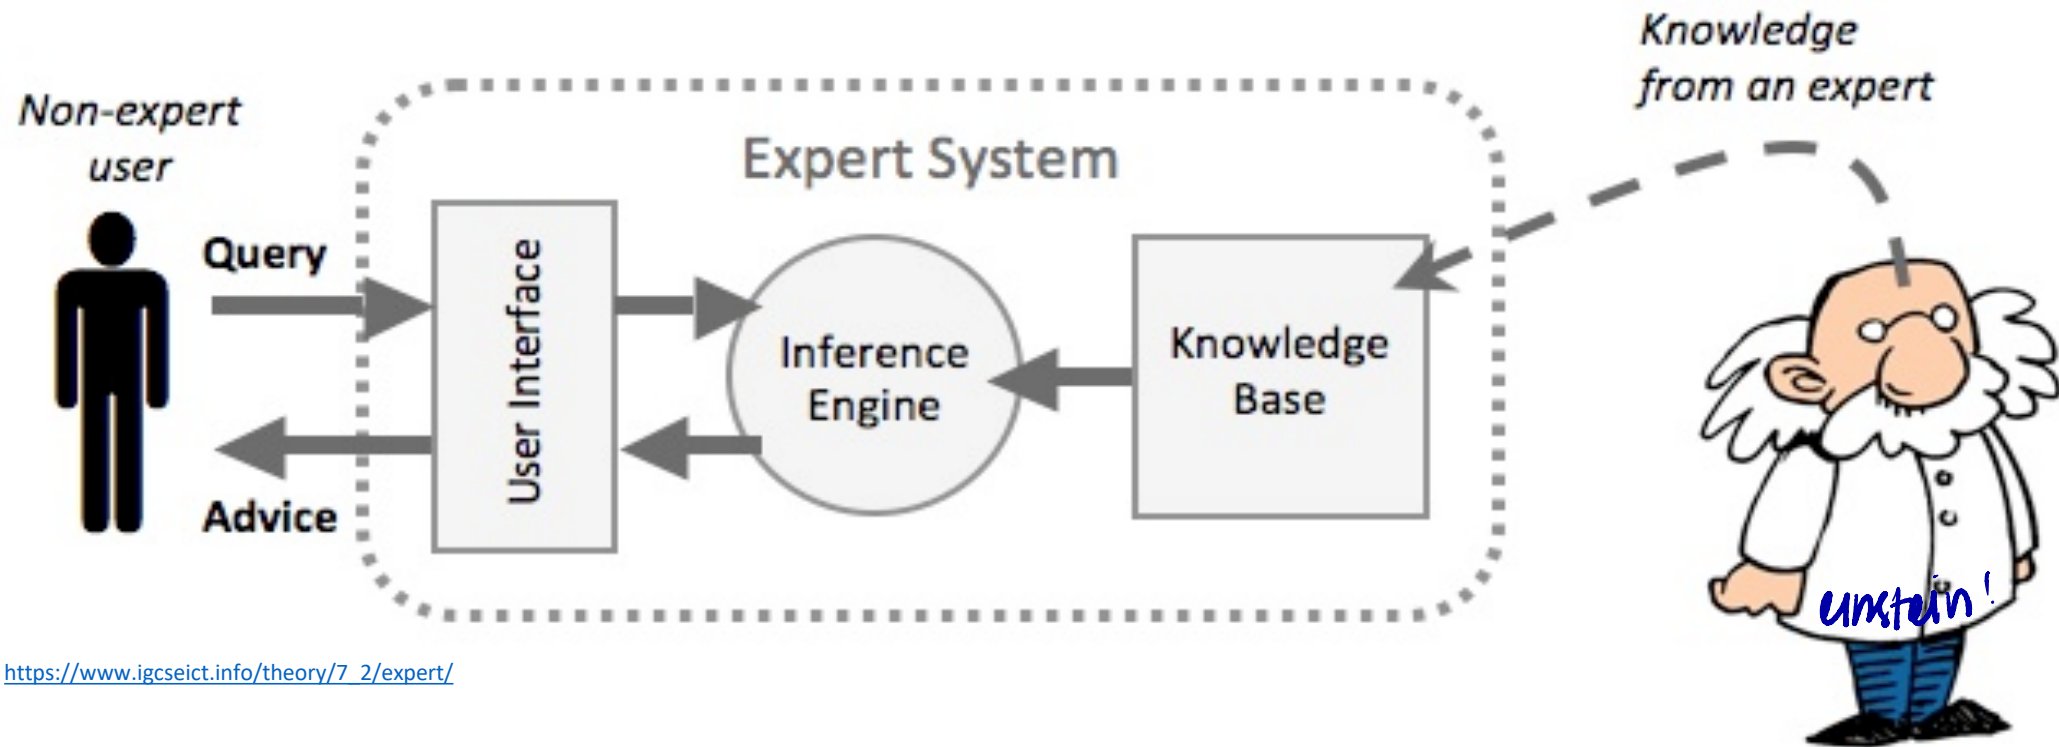 Knowledge
from an expert
Non-expert
user
Expert System
Query
User Interface
Inference
Engine
Knowledge
Base
Advice
einstein!
https://www.igcseict.info/theory/7_2/expert/